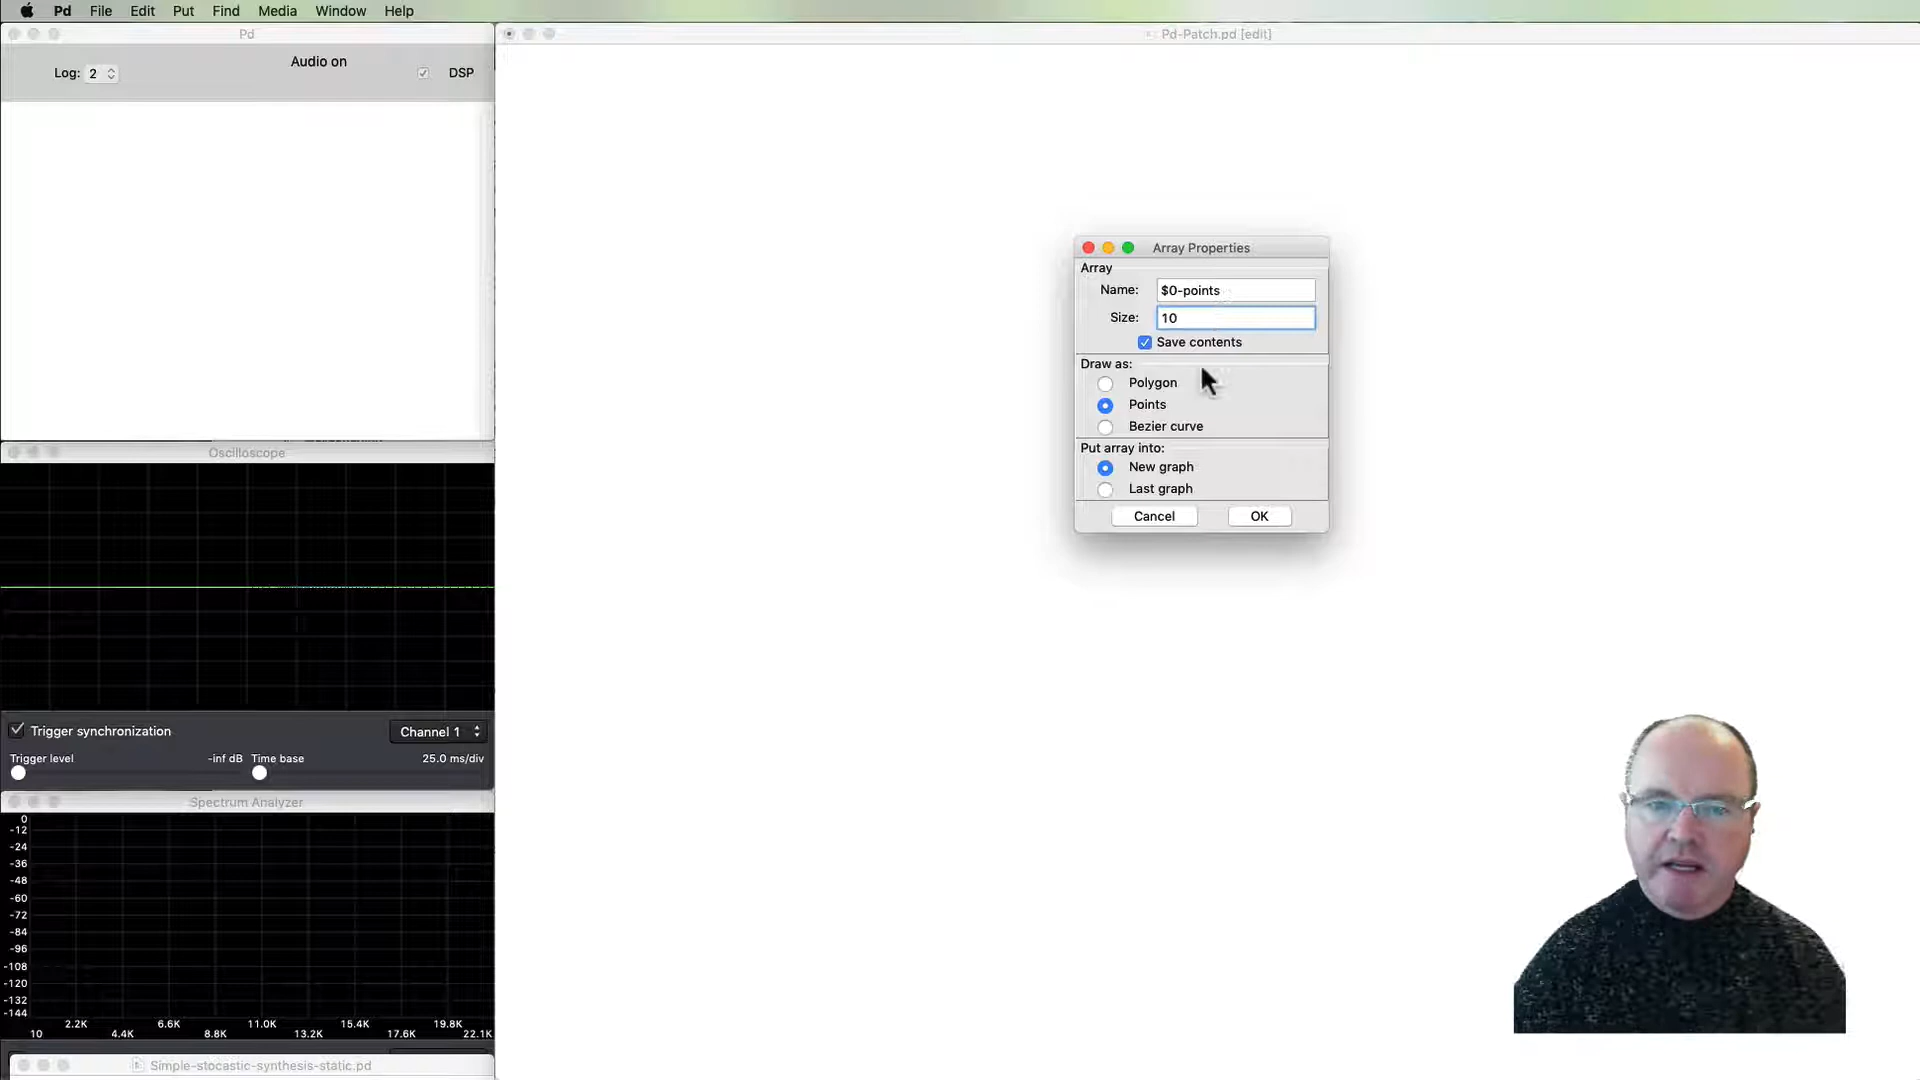 Pd File Edit Put Find Media Window Help
Pd
Audio on
Log: 2
DSP
Pd-Patch.pd [edit]
Array Properties
Array
Name: $0-points
Size: 10
Save contents
Draw as:
Polygon
Points
Bezier curve
Put array into:
New graph
Last graph
Cancel OK
Oscilloscope
Trigger synchronization
Channel 1
Trigger level -inf dB Time base 25.0 ms/div
Spectrum Analyzer
0
-12
-24
-36
-48
-60
-72
-84
-96
-108
-120
-132
-144
2.2K 6.6K 11.0K 15.4K 19.8K
10 4.4K 8.8K 13.2K 17.6K 22.1K
Simple-stocastic-synthesis-static.pd